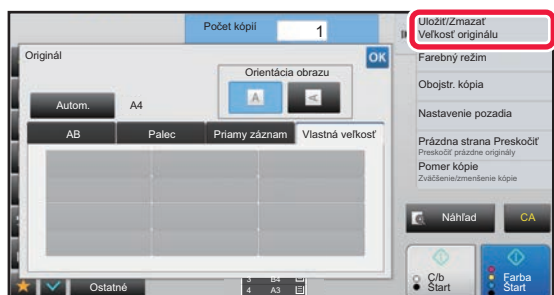 Počet kópií
1
Originál
OK
Orientácia obrazu
A
A
Autom.
A4
AB
Palec
Priamy záznam
Vlastná veľkosť
Ostatné
3 B4
4 A3
Uložiť/Zmazať
Veľkosť originálu
Farebný režim
Obojstr. kópia
Nastavenie pozadia
Prázdna strana Preskočiť
Preskočiť prázdne originály
Pomer kópie
Zväčšenie/zmenšenie kópie
Náhľad
CA
Č/b
Štart
Farba
Štart